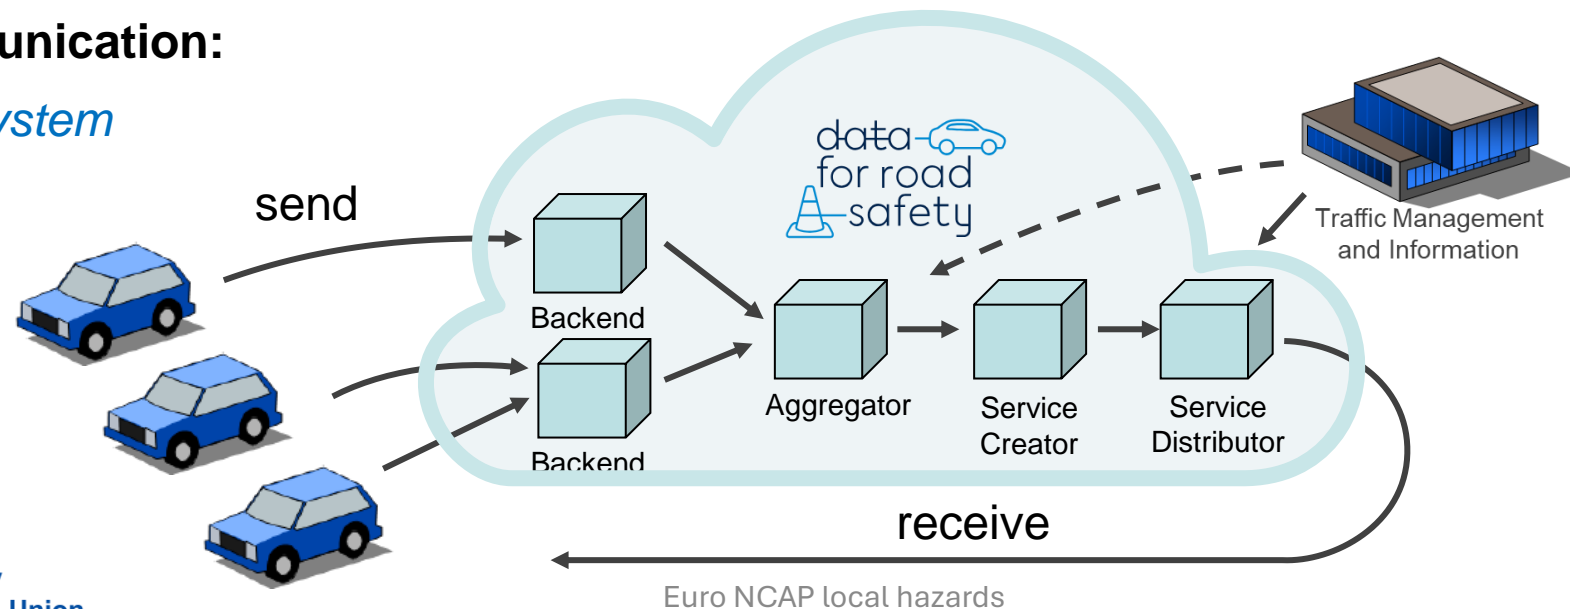 unication:
ystem
send
data
for road
safety
Traffic Management
and Information
Backend
Backend
Aggregator
Service
Creator
Service
Distributor
receive
Euro NCAP local hazards
Union